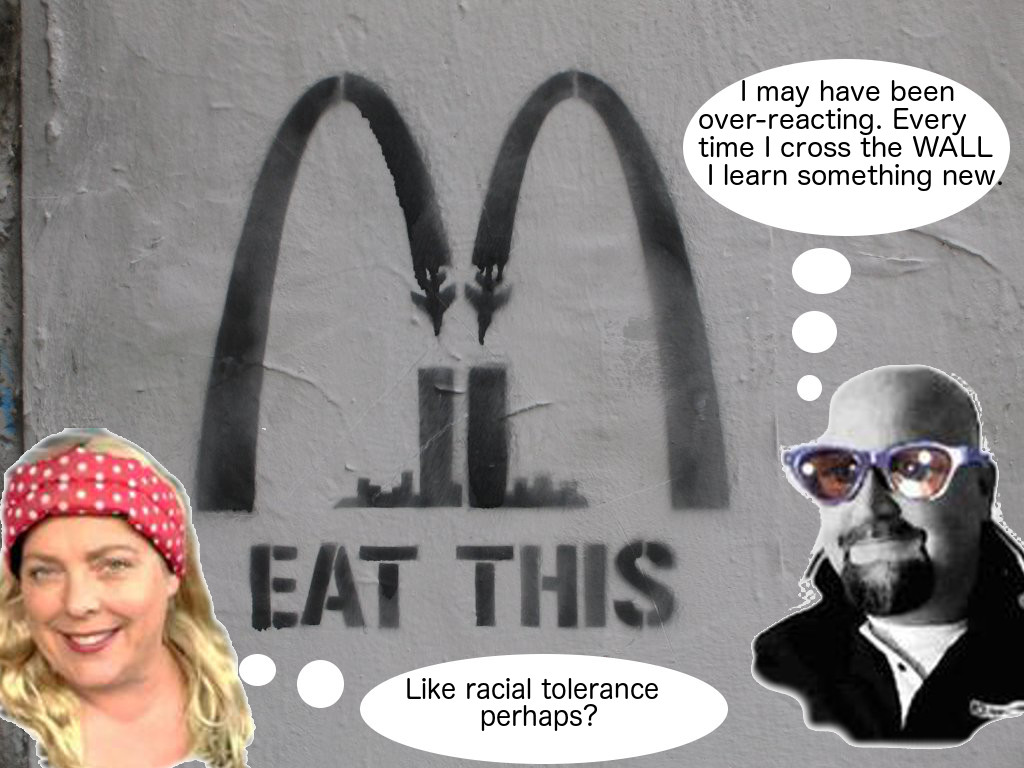 I may have been
over-reacting. Every
time I cross the WALL
I learn something new.
EAT THIS
Like racial tolerance
perhaps?